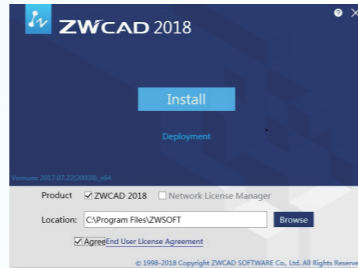 ZWCAD 2018
Install
Deployment
Version: 2017.07.22(20038)_x64
Product ZWCAD 2018 Network License Manager
Location: C:\Program Files\ZWSOFT Browse
Agree End User License Agreement
© 1998-2018 Copyright ZWCAD SOFTWARE Co., Ltd. All Rights Reserve